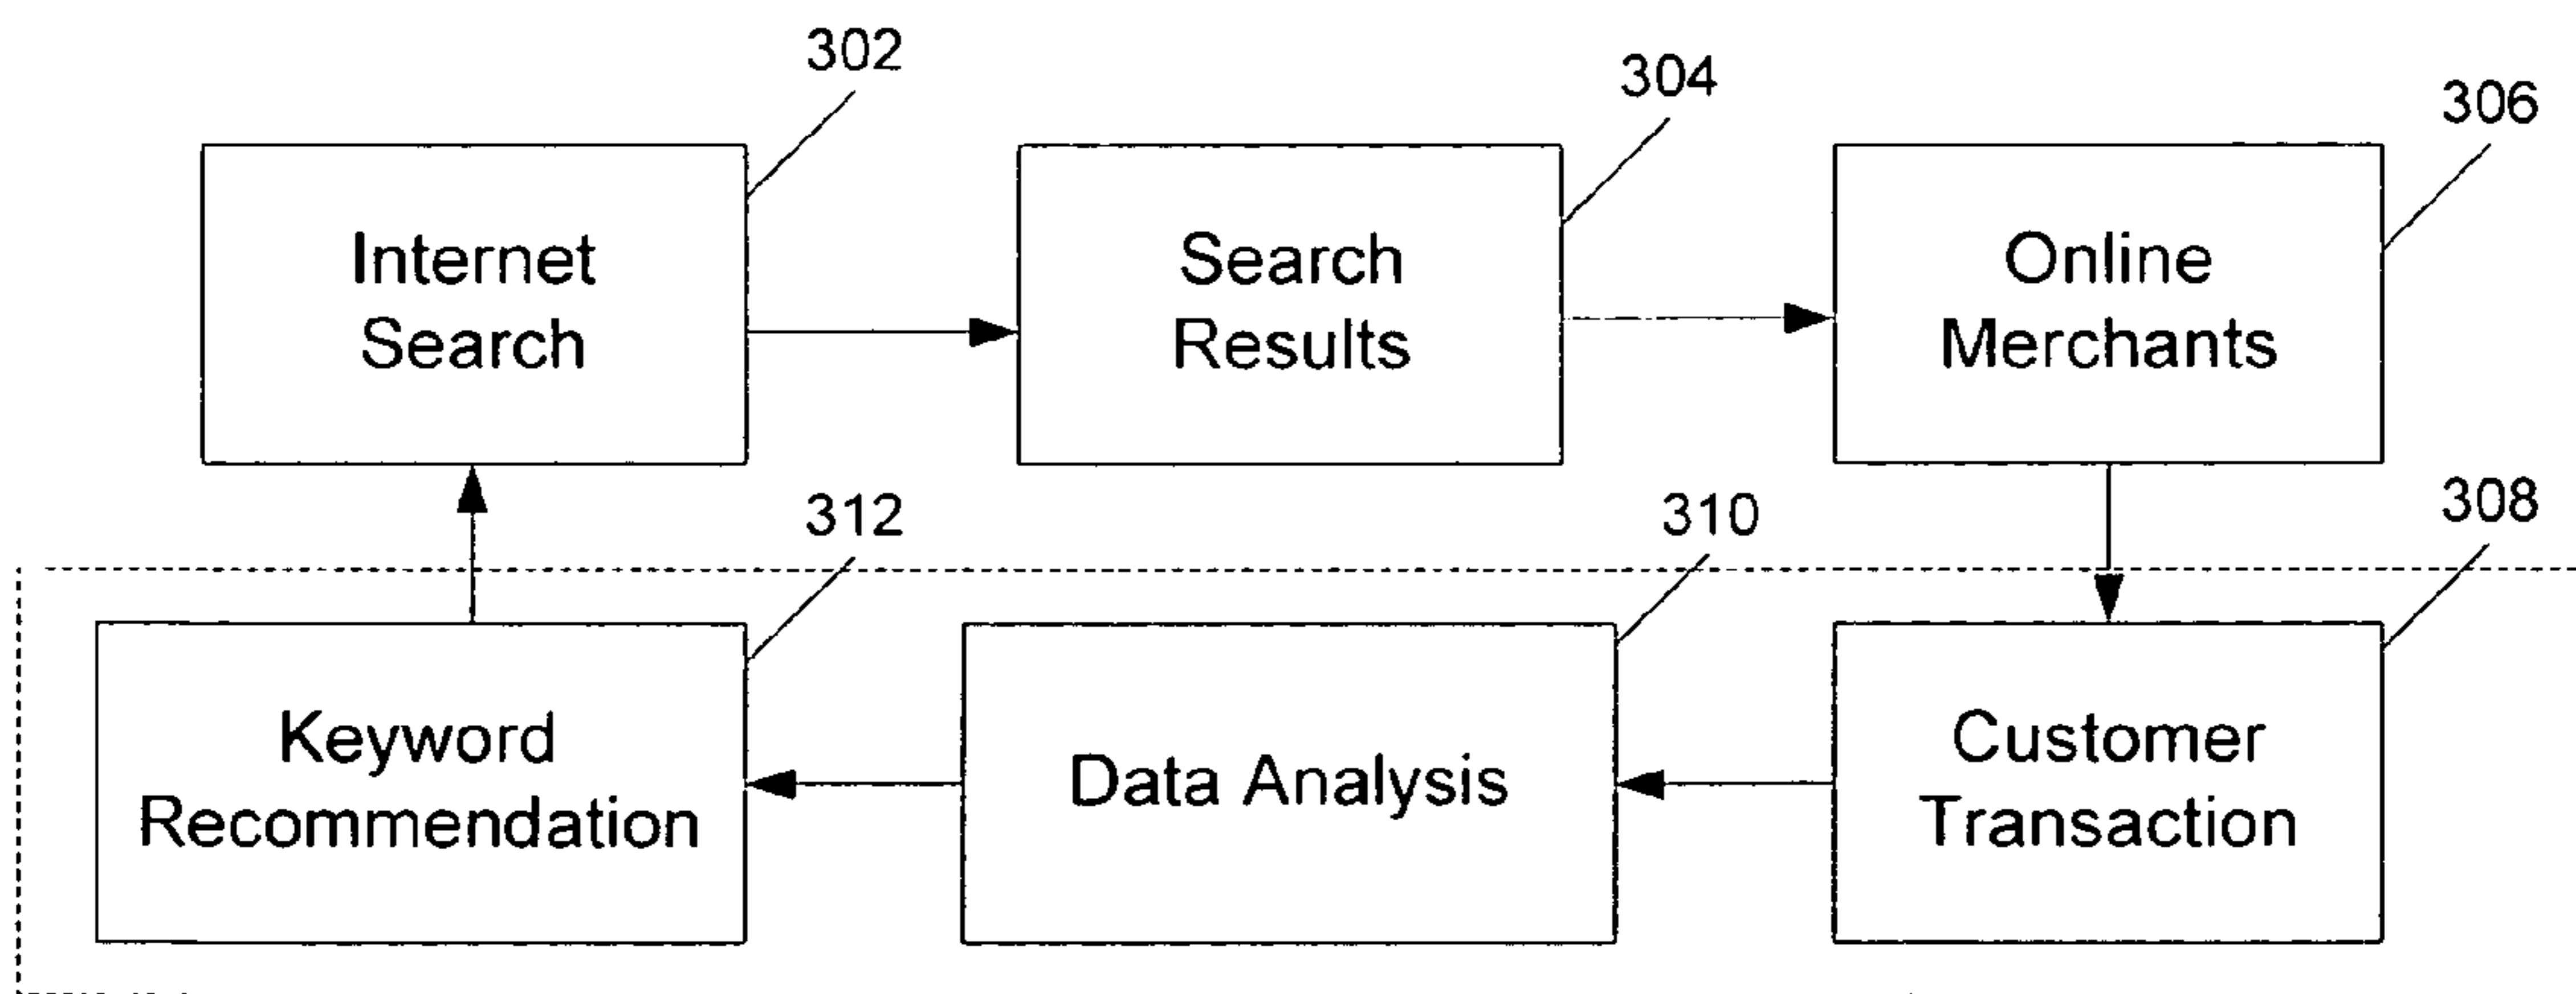 302
304
306
Internet
Search
Search
Results
Online
Merchants
312
310
308
Keyword
Recommendation
Data Analysis
Customer
Transaction